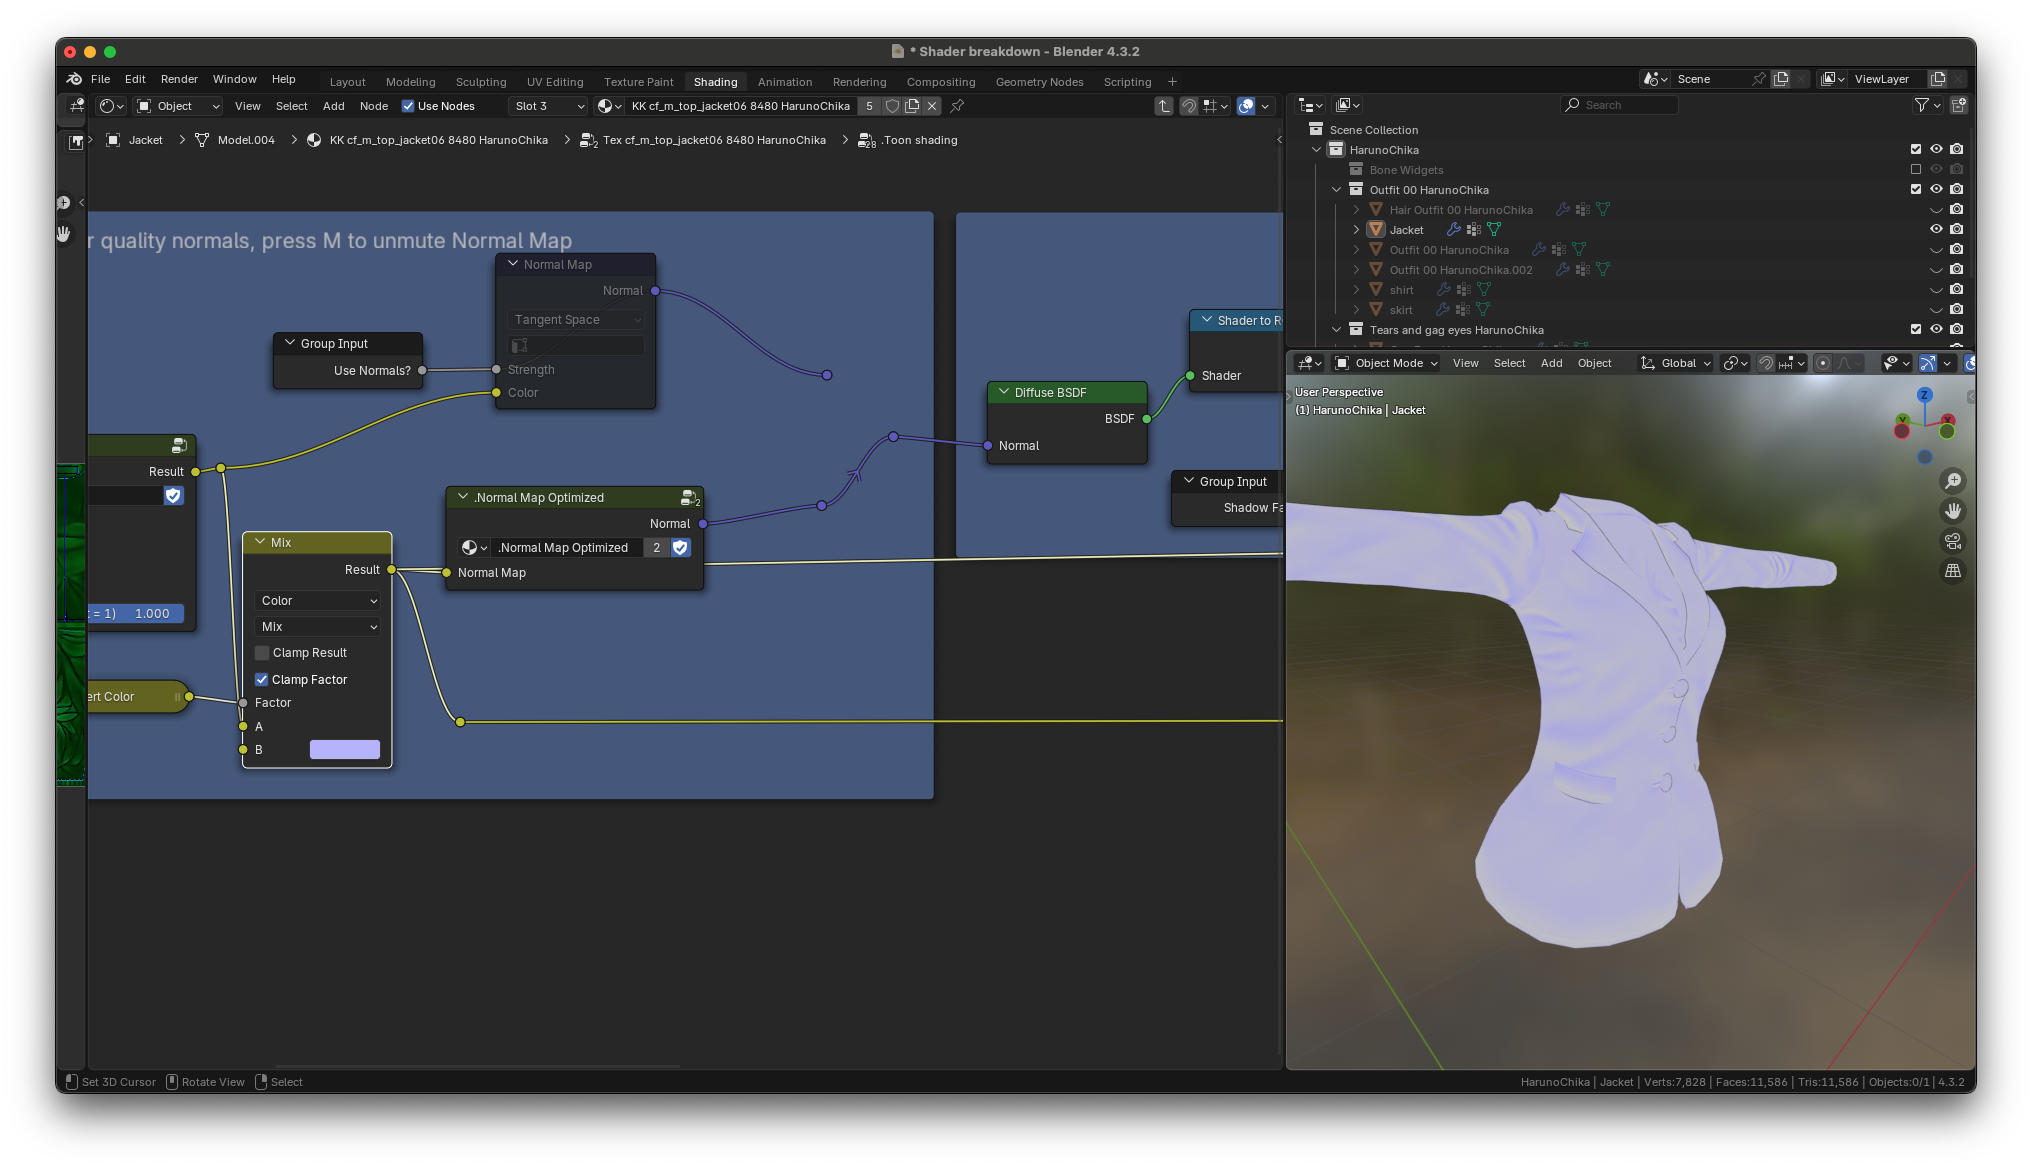 * Shader breakdown - Blender 4.3.2
File Edit Render Window Help Layout Modeling Sculpting UV Editing Texture Paint Shading Animation Rendering Compositing Geometry Nodes Scripting + Scene ViewLayer
Object View Select Add Node Use Nodes Slot 3 KK cf_m_top_jacket06 8480 HarunoChika 5
Jacket Model.004 KK cf_m_top_jacket06 8480 HarunoChika 2 Tex cf_m_top_jacket06 8480 HarunoChika 28 .Toon shading
r quality normals, press M to unmute Normal Map
Normal Map
Normal
Tangent Space
Strength
Color
Group Input
Use Normals?
Result
t = 1) 1.000
ert Color
Mix
Result
Color
Mix
Clamp Result
Clamp Factor
Factor
A
B
.Normal Map Optimized 2
Normal
.Normal Map Optimized 2
Normal Map
Diffuse BSDF
BSDF
Normal
Shader to R
Shader
Group Input
Shadow Fa
Search
Scene Collection
HarunoChika
Bone Widgets
Outfit 00 HarunoChika
Hair Outfit 00 HarunoChika
Jacket
Outfit 00 HarunoChika
Outfit 00 HarunoChika.002
shirt
skirt
Tears and gag eyes HarunoChika
Object Mode View Select Add Object Global
User Perspective
(1) HarunoChika | Jacket
Z
Y
X
Set 3D Cursor Rotate View Select
HarunoChika | Jacket | Verts:7,828 | Faces:11,586 | Tris:11,586 | Objects:0/1 | 4.3.2